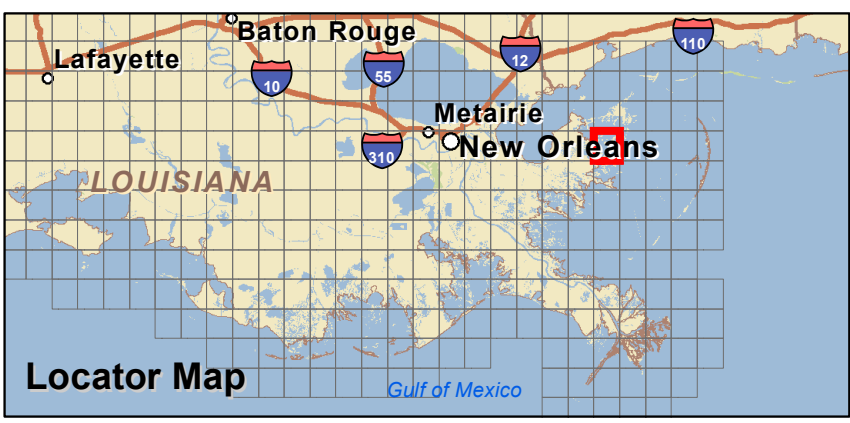 Baton Rouge
110
12
Lafayette
55
10
Metairie
New Orleans
310
LOUISIANA
Locator Map
Gulf of Mexico